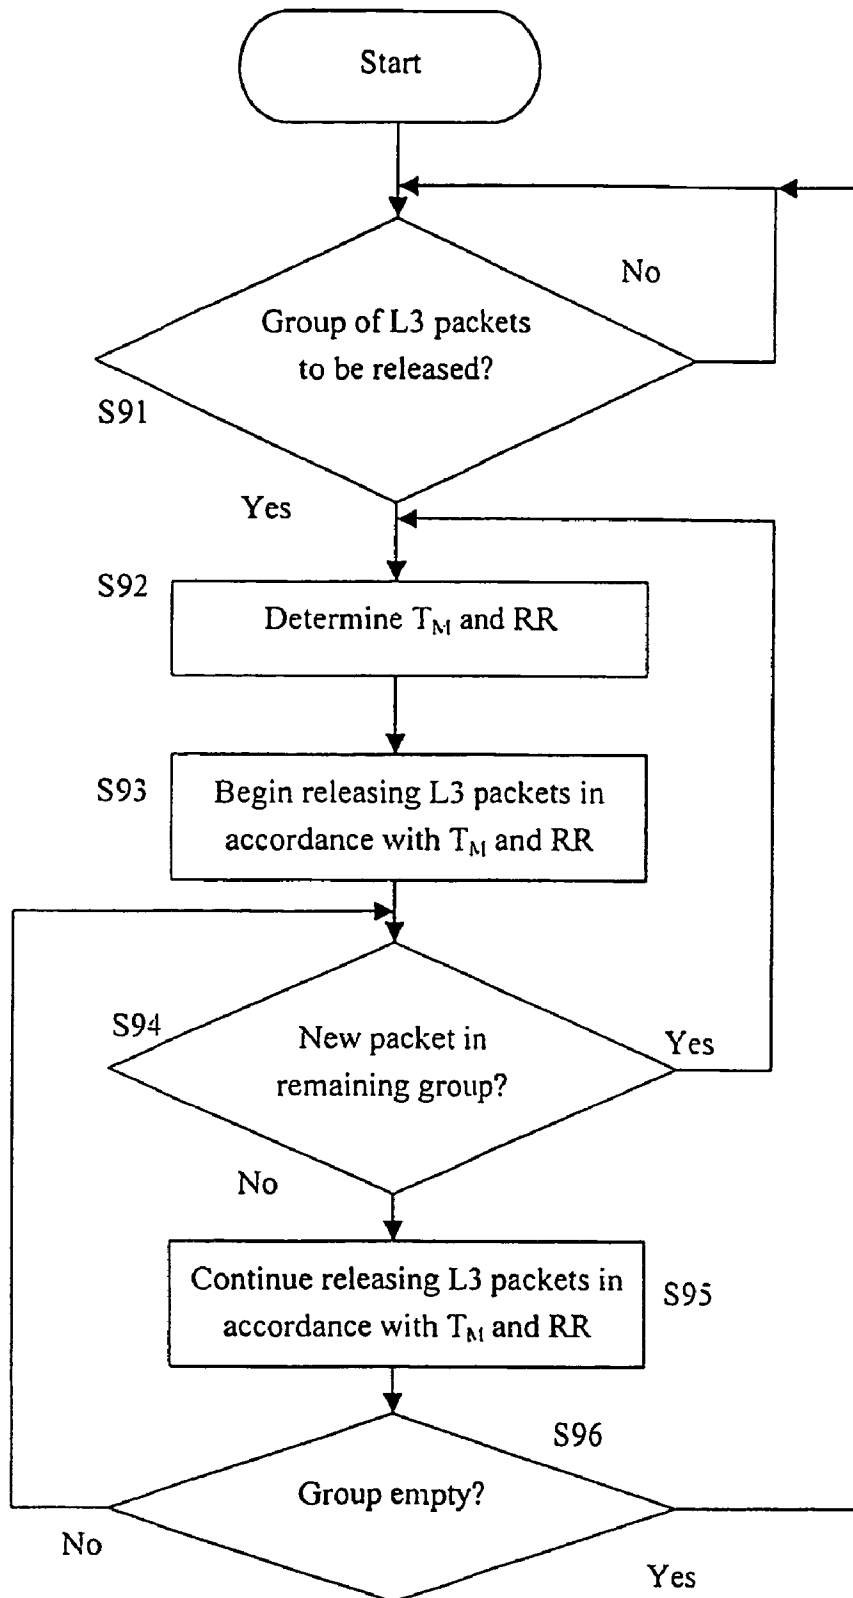 Start
No
Group of L3 packets
to be released?
S91
Yes
S92
Determine T_M and RR
S93
Begin releasing L3 packets in
accordance with T_M and RR
S94
New packet in
remaining group?
Yes
No
Continue releasing L3 packets in
accordance with T_M and RR
S95
S96
Group empty?
No
Yes